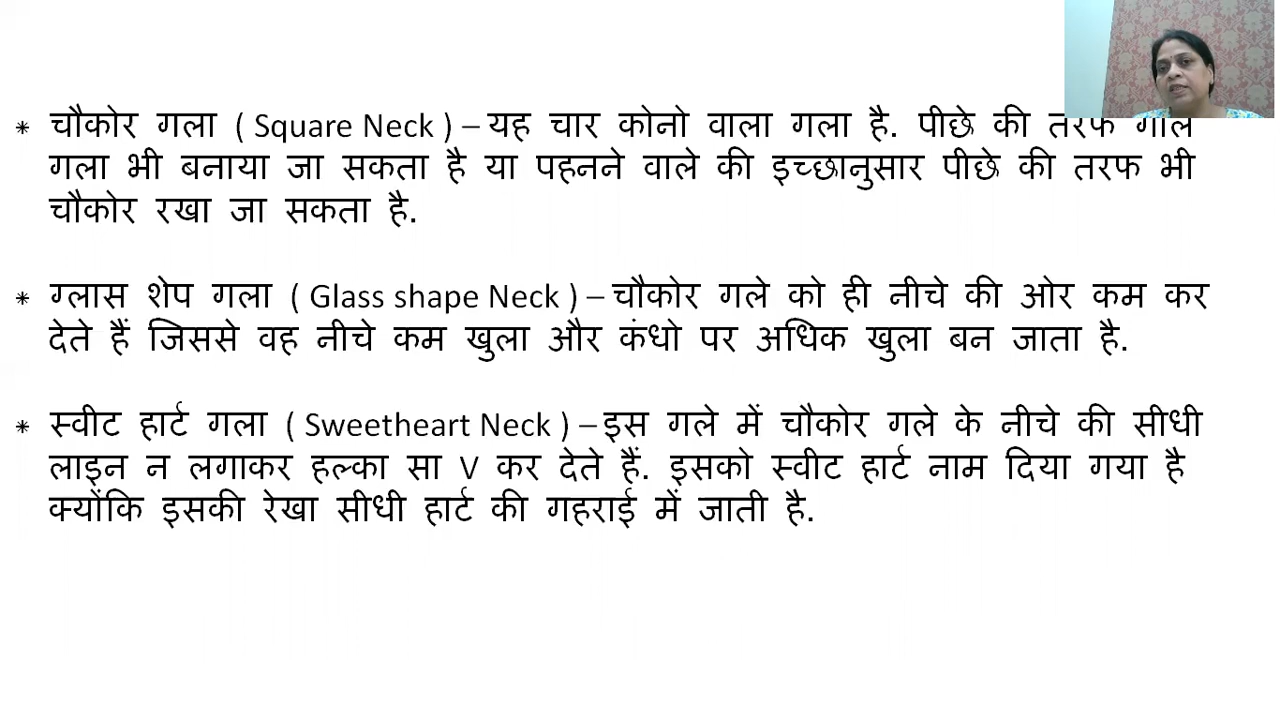 * चौकोर गला ( Square Neck ) – यह चार कोनो वाला गला है. पीछे की तरफ गोल
गला भी बनाया जा सकता है या पहनने वाले की इच्छानुसार पीछे की तरफ भी
चौकोर रखा जा सकता है.
* ग्लास शेप गला ( Glass shape Neck ) – चौकोर गले को ही नीचे की ओर कम कर
देते हैं जिससे वह नीचे कम खुला और कंधो पर अधिक खुला बन जाता है.
* स्वीट हार्ट गला ( Sweetheart Neck ) – इस गले में चौकोर गले के नीचे की सीधी
लाइन न लगाकर हल्का सा V कर देते हैं. इसको स्वीट हार्ट नाम दिया गया है
क्योंकि इसकी रेखा सीधी हार्ट की गहराई में जाती है.